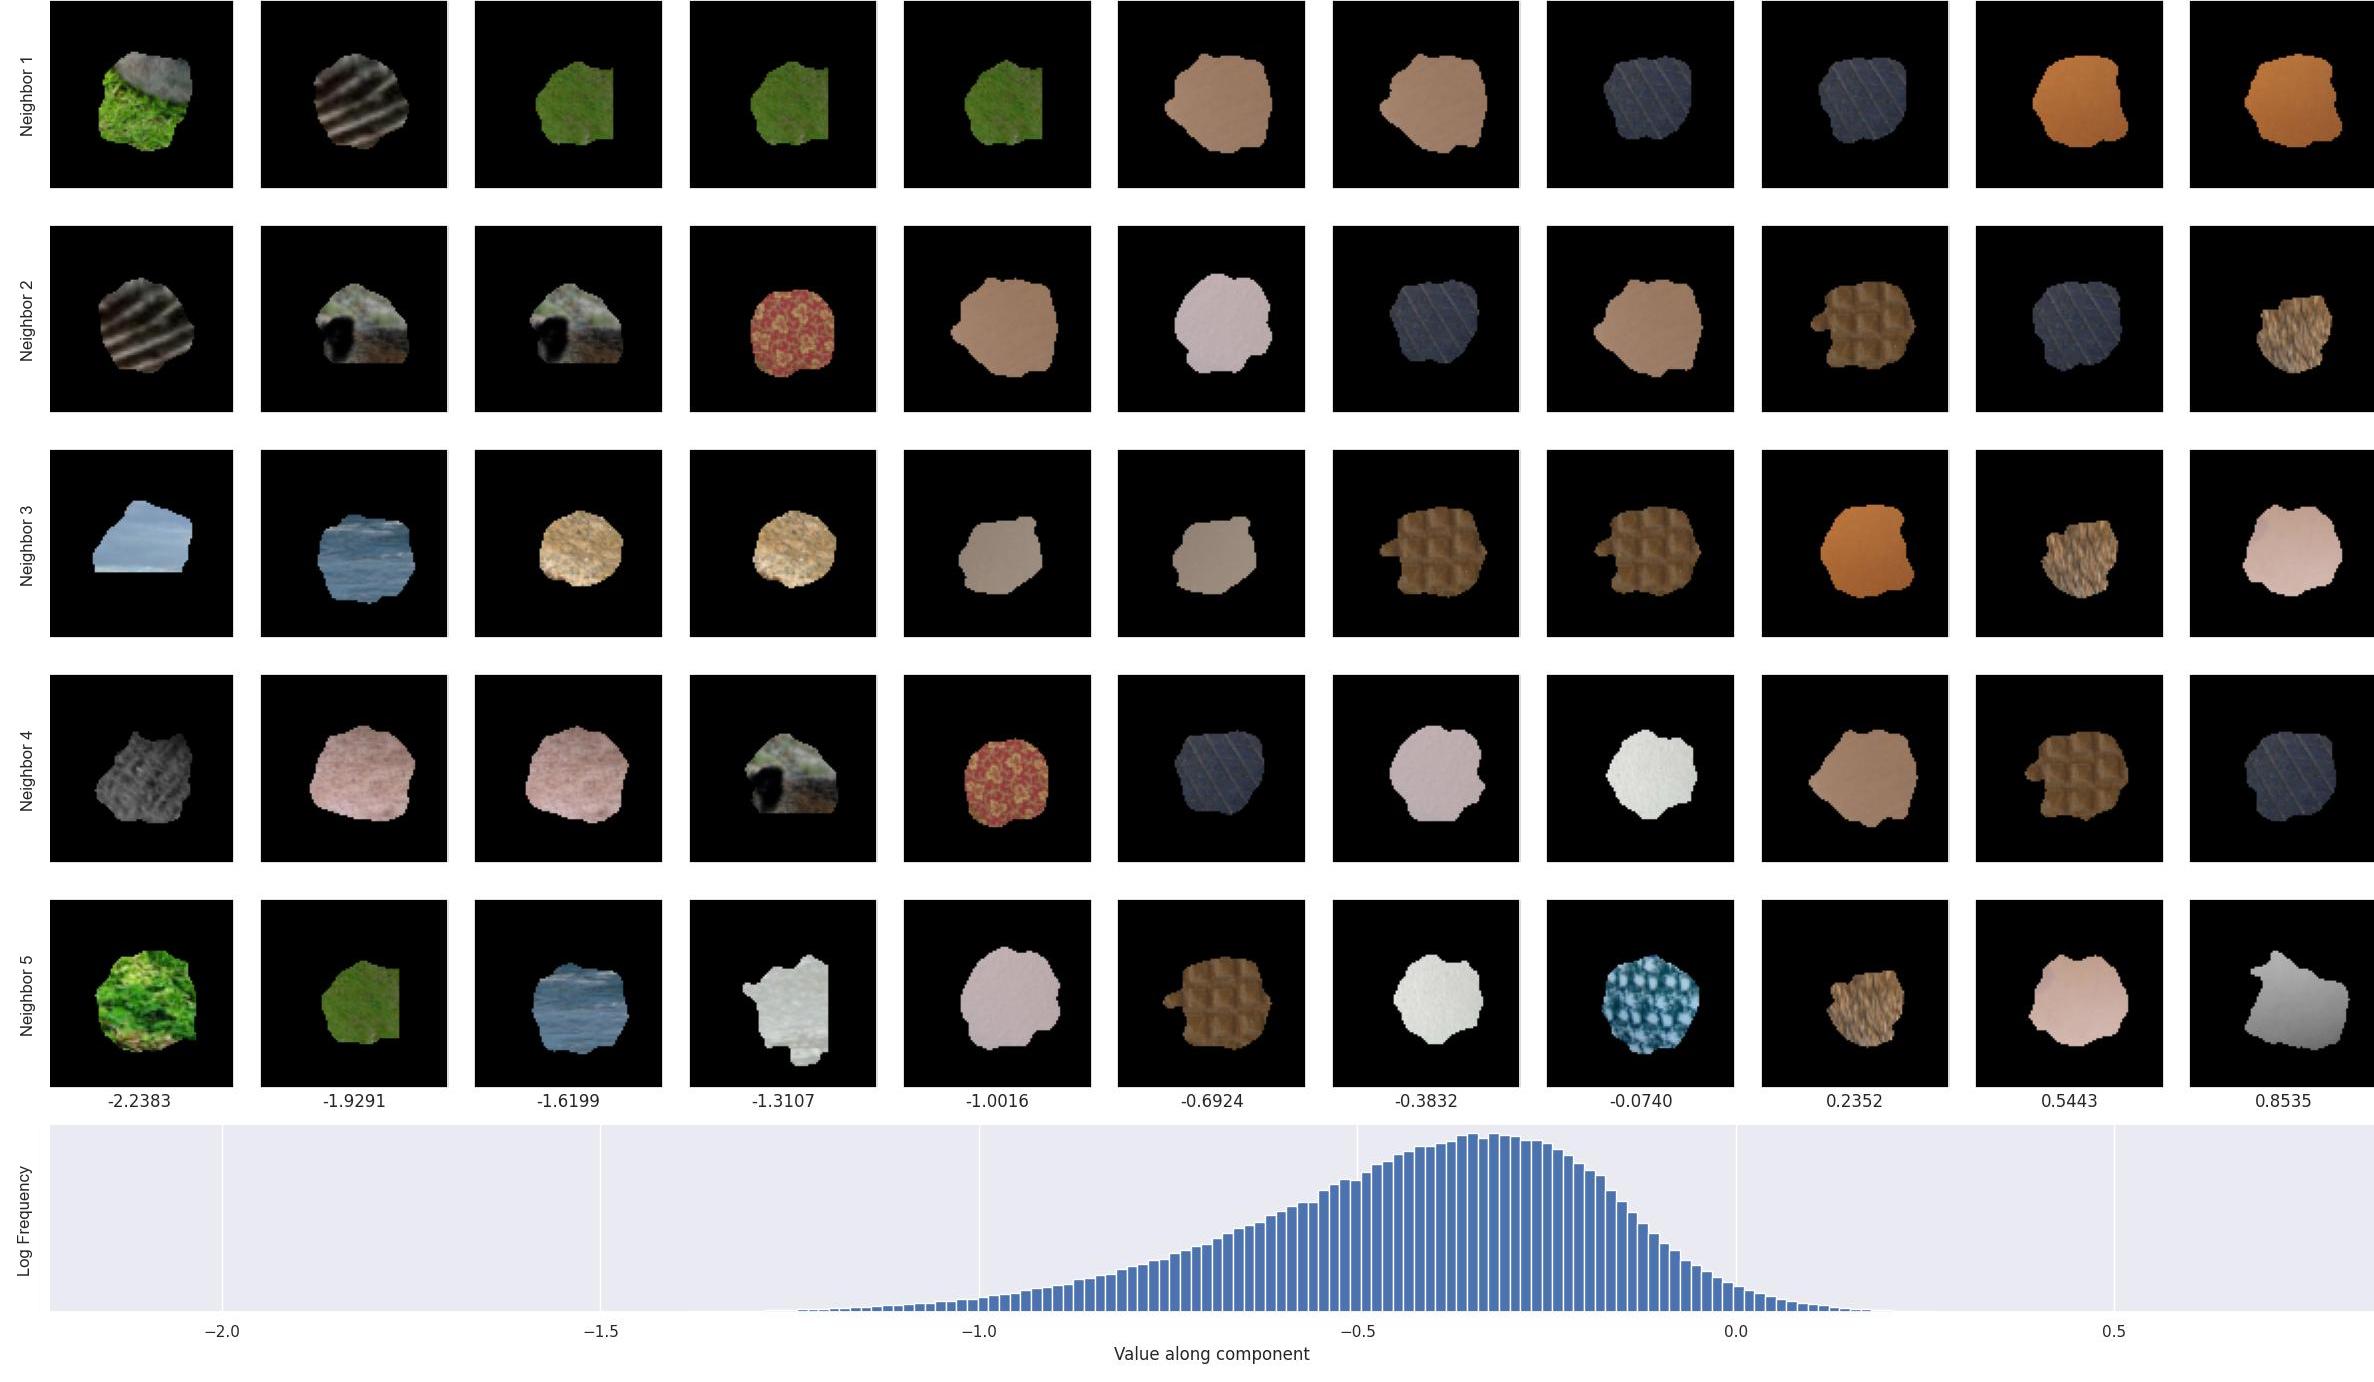 Neighbor 1
Neighbor 2
Neighbor 3
Neighbor 4
Neighbor 5
-2.2383 -1.9291 -1.6199 -1.3107 -1.0016 -0.6924 -0.3832 -0.0740 0.2352 0.5443 0.8535
Log Frequency
−2.0 −1.5 −1.0 −0.5 0.0 0.5
Value along component